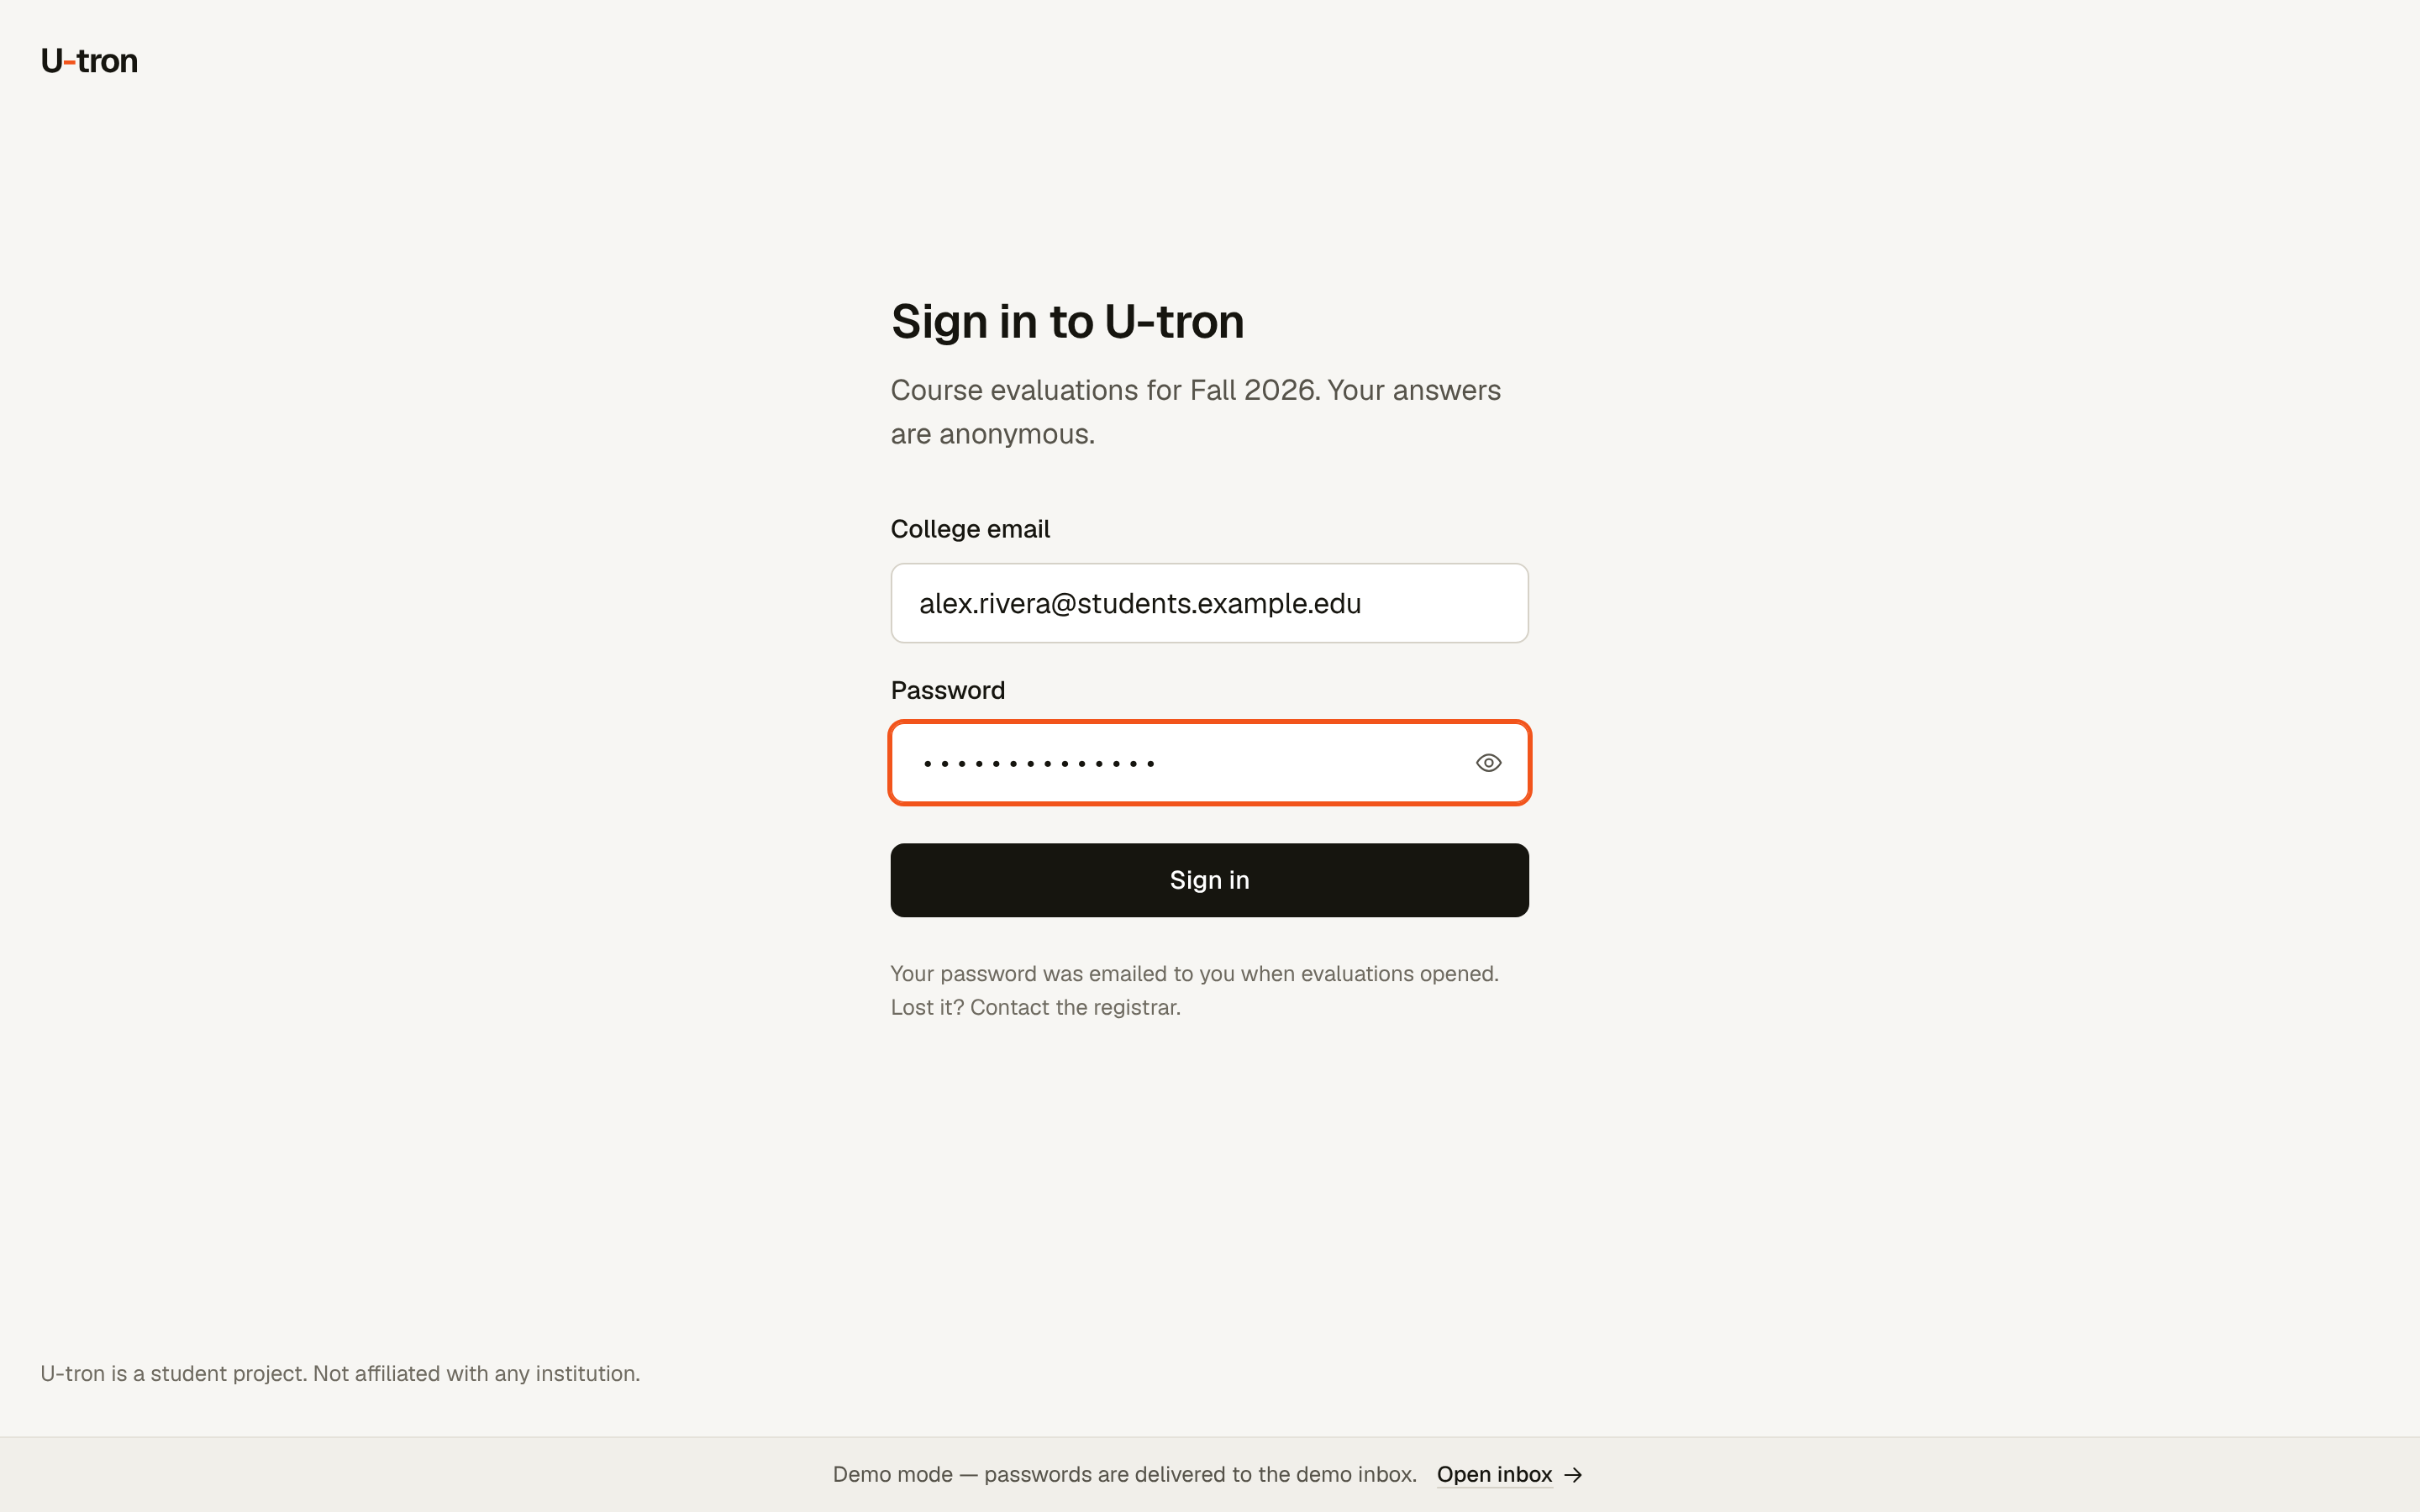 U-tron
Sign in to U-tron
Course evaluations for Fall 2026. Your answers
are anonymous.
College email
alex.rivera@students.example.edu
Password
••••••••••••••
Sign in
Your password was emailed to you when evaluations opened.
Lost it? Contact the registrar.
U-tron is a student project. Not affiliated with any institution.
Demo mode — passwords are delivered to the demo inbox. Open inbox →